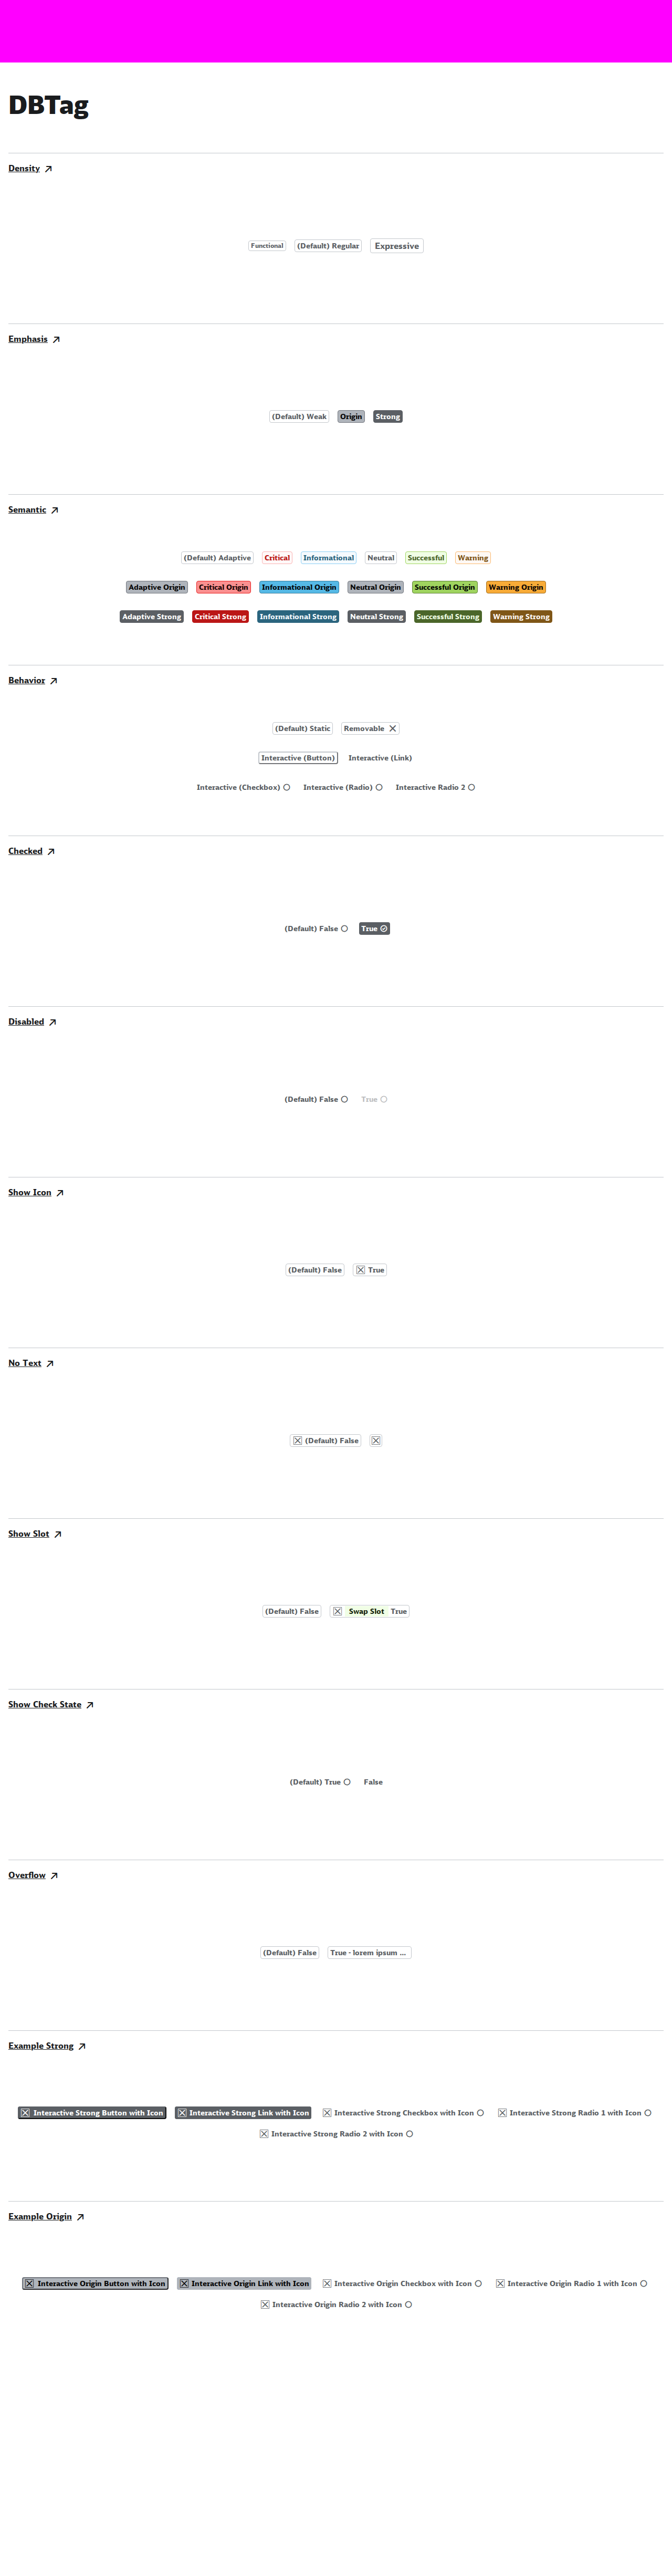 DBTag
Density
Functional (Default) Regular Expressive
Emphasis
(Default) Weak Origin Strong
Semantic
(Default) Adaptive Critical Informational Neutral Successful Warning
Adaptive Origin Critical Origin Informational Origin Neutral Origin Successful Origin Warning Origin
Adaptive Strong Critical Strong Informational Strong Neutral Strong Successful Strong Warning Strong
Behavior
(Default) Static Removable
Interactive (Button) Interactive (Link)
Interactive (Checkbox) Interactive (Radio) Interactive Radio 2
Checked
(Default) False True
Disabled
(Default) False True
Show Icon
(Default) False True
No Text
(Default) False
Show Slot
(Default) False Swap Slot True
Show Check State
(Default) True False
Overflow
(Default) False True - lorem ipsum ...
Example Strong
Interactive Strong Button with Icon Interactive Strong Link with Icon Interactive Strong Checkbox with Icon Interactive Strong Radio 1 with Icon
Interactive Strong Radio 2 with Icon
Example Origin
Interactive Origin Button with Icon Interactive Origin Link with Icon Interactive Origin Checkbox with Icon Interactive Origin Radio 1 with Icon
Interactive Origin Radio 2 with Icon